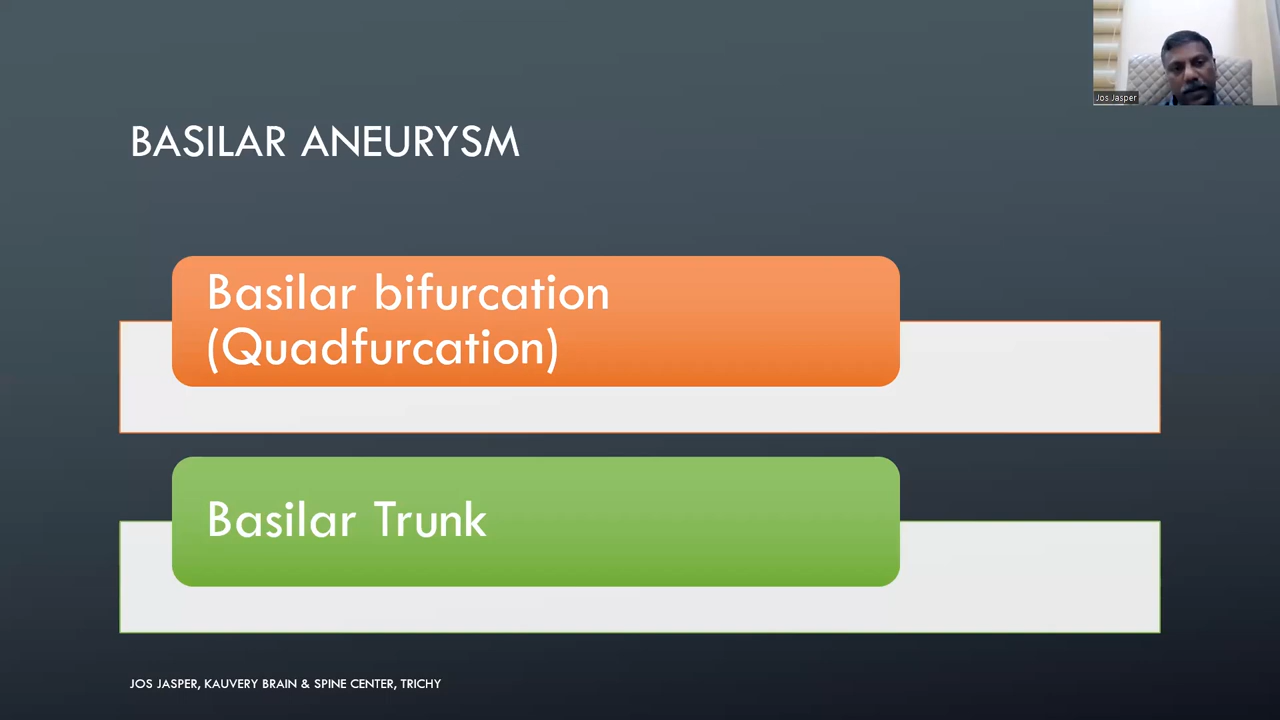 Jos Jasper
BASILAR ANEURYSM
Basilar bifurcation
(Quadfurcation)
Basilar Trunk
JOS JASPER, KAUVERY BRAIN & SPINE CENTER, TRICHY